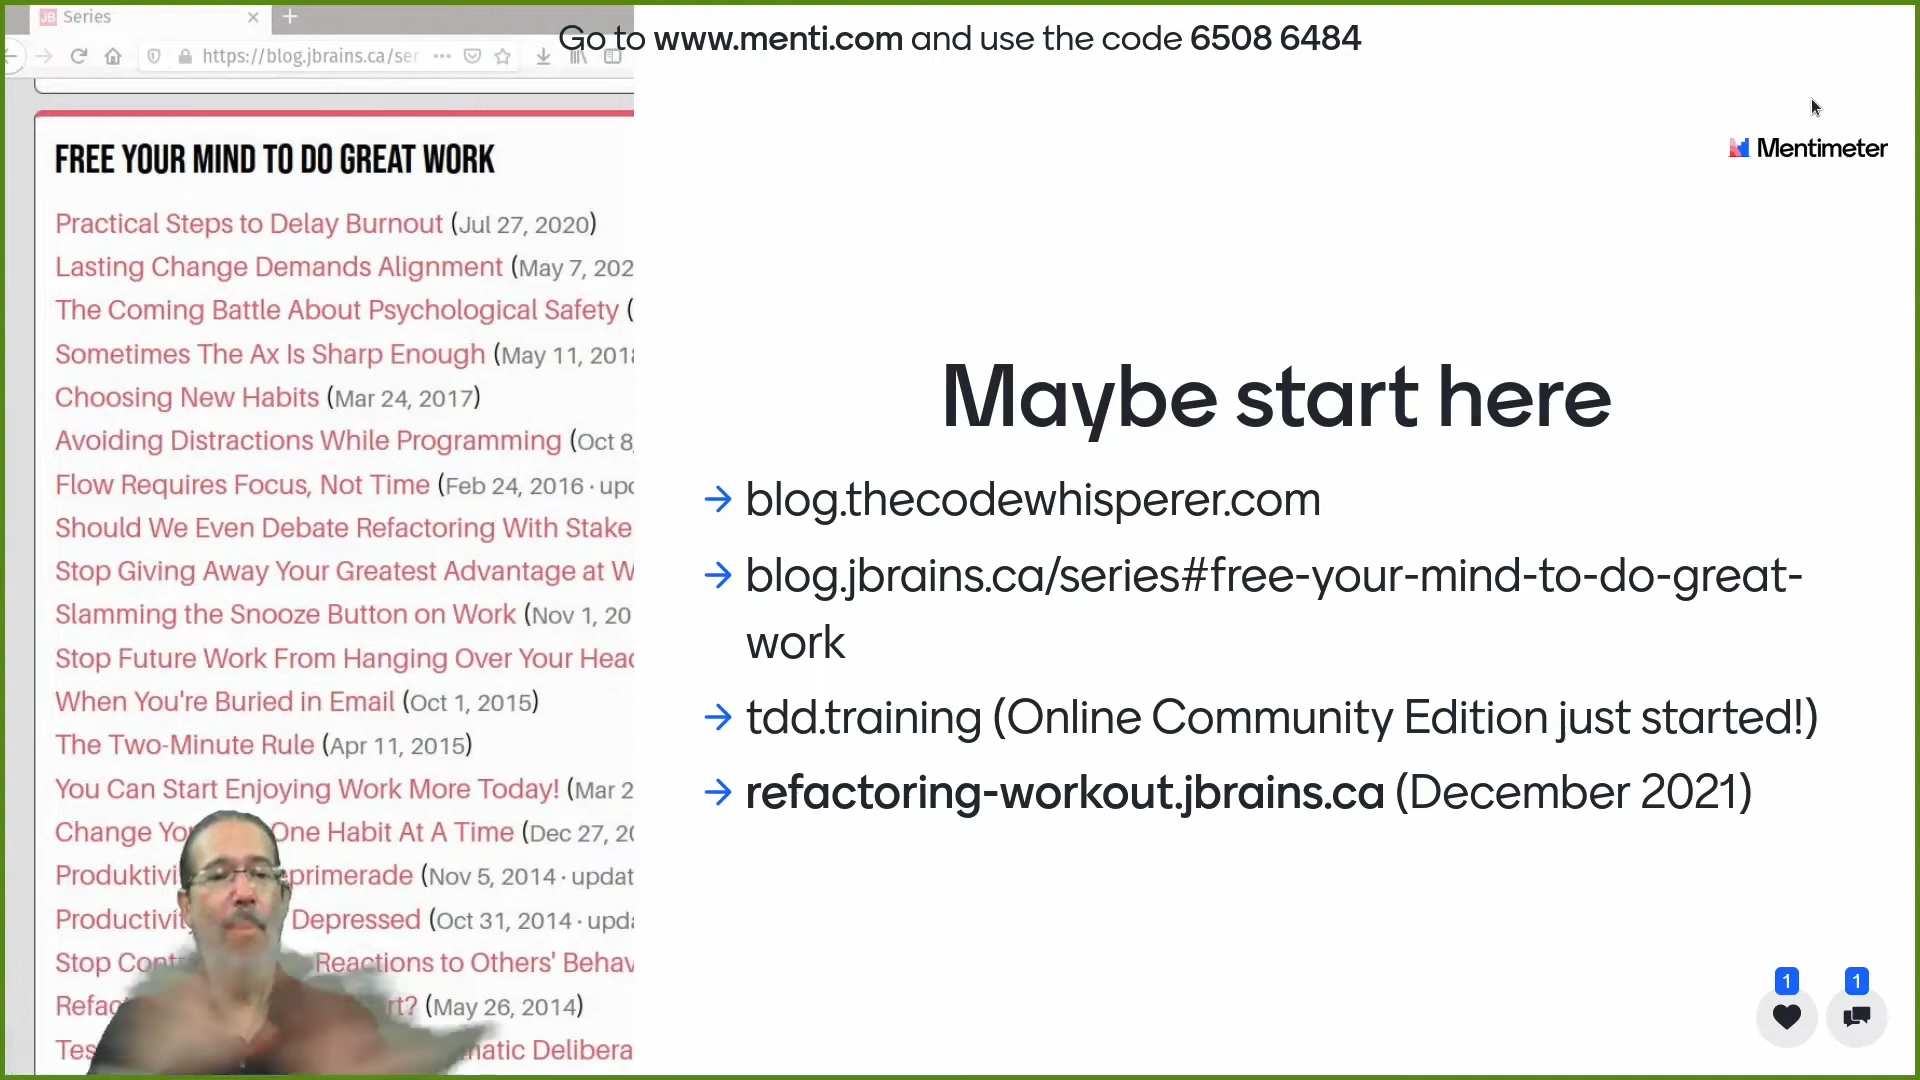 JB Series
Go to www.menti.com and use the code 6508 6484
https://blog.jbrains.ca/ser
Mentimeter
FREE YOUR MIND TO DO GREAT WORK
Practical Steps to Delay Burnout (Jul 27, 2020)
Lasting Change Demands Alignment (May 7, 202
The Coming Battle About Psychological Safety (
Sometimes The Ax Is Sharp Enough (May 11, 201
Choosing New Habits (Mar 24, 2017)
Avoiding Distractions While Programming (Oct 8,
Flow Requires Focus, Not Time (Feb 24, 2016 · upd
Should We Even Debate Refactoring With Stake
Stop Giving Away Your Greatest Advantage at W
Slamming the Snooze Button on Work (Nov 1, 20
Stop Future Work From Hanging Over Your Head
When You're Buried in Email (Oct 1, 2015)
The Two-Minute Rule (Apr 11, 2015)
You Can Start Enjoying Work More Today! (Mar 2
Change Yo One Habit At A Time (Dec 27, 20
Produktivi eprimerade (Nov 5, 2014 · updat
Productivit Depressed (Oct 31, 2014 · upda
Stop Cont Reactions to Others' Behav
Refac rt? (May 26, 2014)
Tes matic Delibera
Maybe start here
→ blog.thecodewhisperer.com
→ blog.jbrains.ca/series#free-your-mind-to-do-great-
work
→ tdd.training (Online Community Edition just started!)
→ refactoring-workout.jbrains.ca (December 2021)
1 1